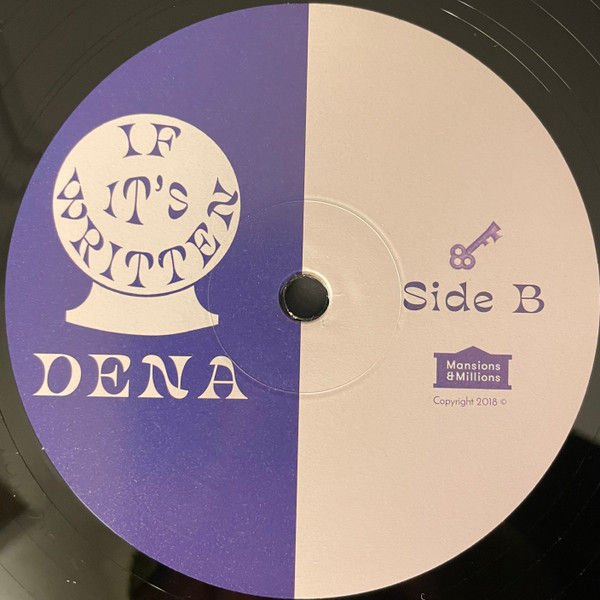 IF
IT'S
WRITTEN
DENA
Side B
Mansions
&Millions
Copyright 2018 ©